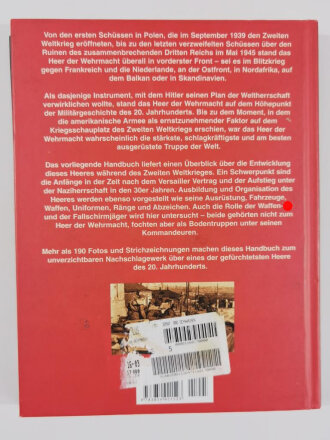 Von den ersten Schüssen in Polen, die im September 1939 den Zweiten
Weltkrieg eröffneten, bis zu den letzten verzweifelten Schüssen über den
Ruinen des zusammenbrechenden Dritten Reichs im Mai 1945 stand das
Heer der Wehrmacht überall in vorderster Front – sei es im Blitzkrieg
gegen Frankreich und die Niederlande, an der Ostfront, in Nordafrika, auf
dem Balkan oder in Skandinavien.
Als dasjenige Instrument, mit dem Hitler seinen Plan der Weltherrschaft
verwirklichen wollte, stand das Heer der Wehrmacht auf dem Höhepunkt
der Militärgeschichte des 20. Jahrhunderts. Bis zu dem Moment, in dem
die amerikanische Armee als ernstzunehmender Faktor auf dem
Kriegsschauplatz des Zweiten Weltkriegs erschien, war das Heer der
Wehrmacht wahrscheinlich die stärkste, schlagkräftigste und am besten
ausgerüstete Truppe der Welt.
Das vorliegende Handbuch liefert einen Überblick über die Entwicklung
dieses Heeres während des Zweiten Weltkrieges. Ein Schwerpunkt sind
die Anfänge in der Zeit nach dem Versailler Vertrag und der Aufstieg unter
der Naziherrschaft in den 30er Jahren. Ausbildung und Organisation des
Heeres werden ebenso vorgestellt wie seine Ausrüstung, Fahrzeuge,
Waffen, Uniformen, Ränge und Abzeichen. Auch die Rolle der Waffen-
und der Fallschirmjäger wird hier untersucht – beide gehörten nicht zum
Heer der Wehrmacht, fochten aber als Bodentruppen unter seinen
Kommandeuren.
Mehr als 190 Fotos und Strichzeichnungen machen dieses Handbuch zum
unverzichtbaren Nachschlagewerk über eines der gefürchtetsten Heere
des 20. Jahrhunderts.
5